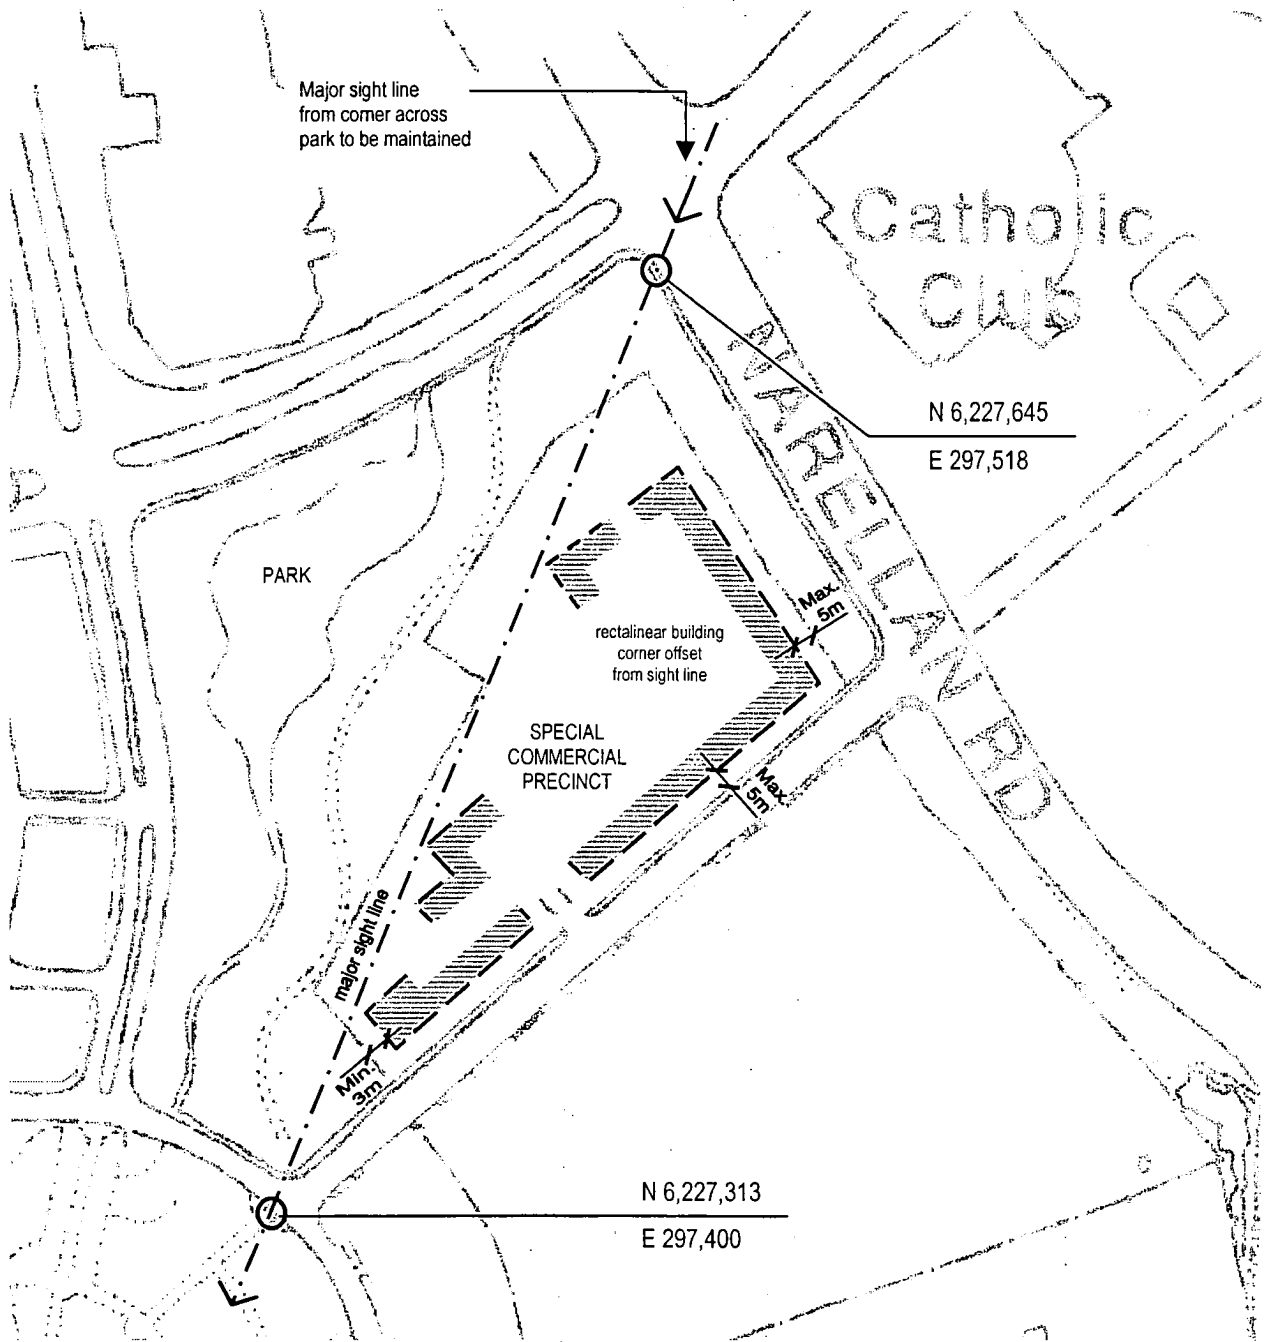 Major sight line
from corner across
park to be maintained
Catholic
Club
NARELLAN RD
N 6,227,645
E 297,518
PARK
Max.
5m
rectalinear building
corner offset
from sight line
SPECIAL
COMMERCIAL
PRECINCT
Max.
5m
major sight line
Min.
3m
N 6,227,313
E 297,400